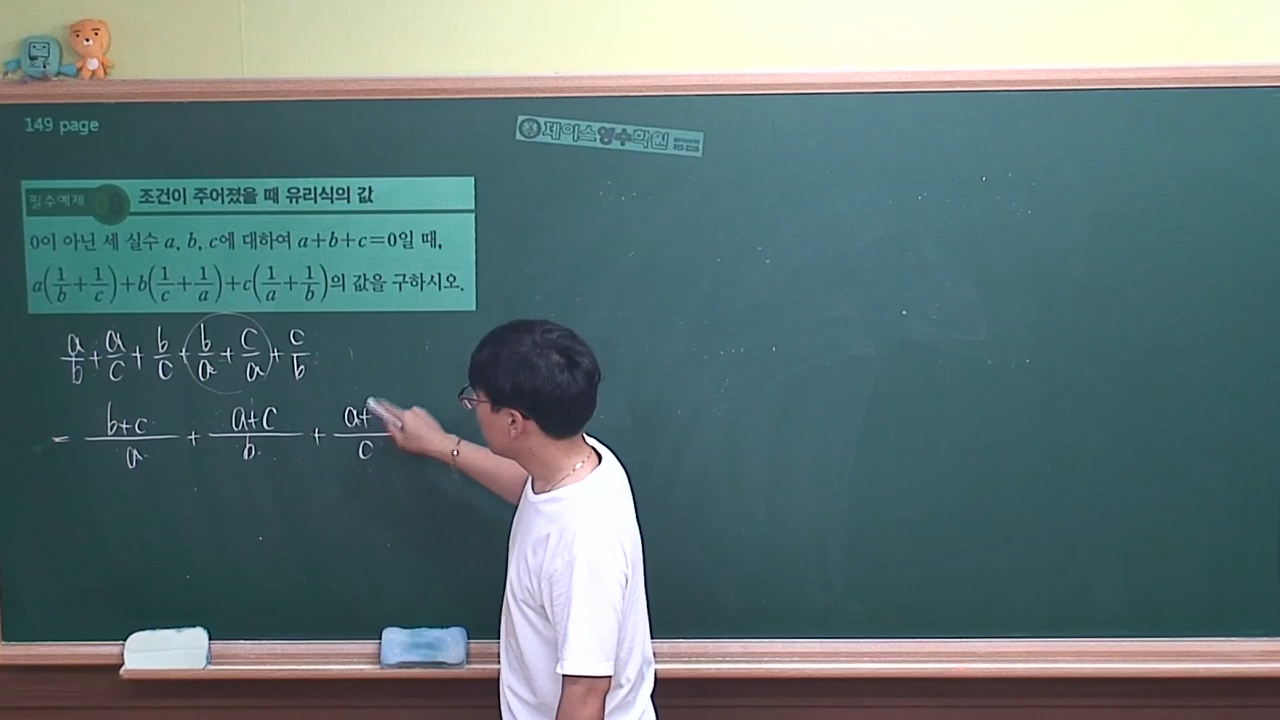 149 page
제이스영수학원
필수예제 조건이 주어졌을 때 유리식의 값
0이 아닌 세 실수 a, b, c에 대하여 a+b+c=0일 때,
a(1/b+1/c)+b(1/c+1/a)+c(1/a+1/b)의 값을 구하시오.
a/b + a/c + b/c + b/a + c/a + c/b
= b+c/a + a+c/b + a+/c